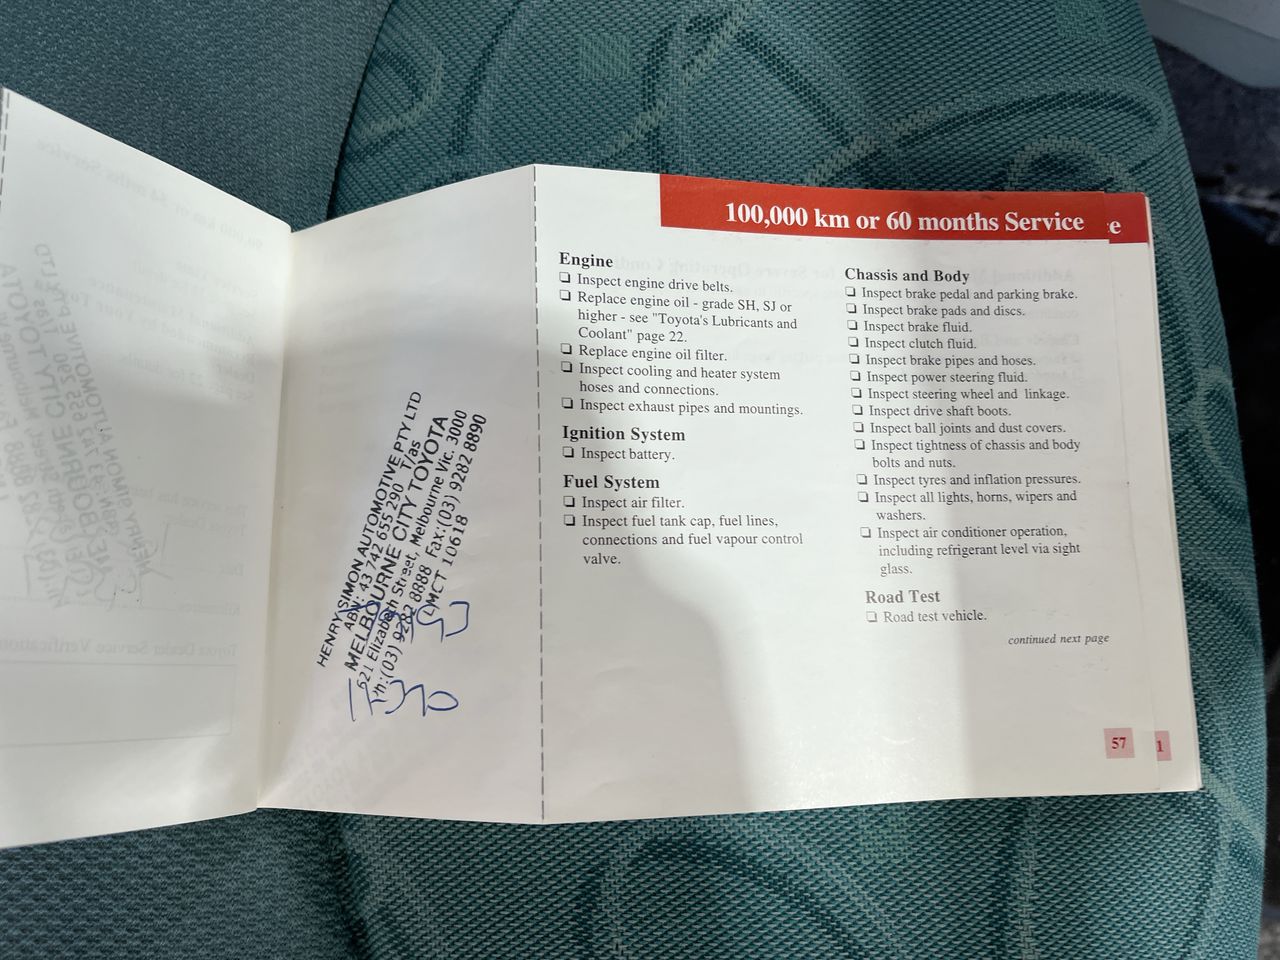 HENRY SIMON AUTOMOTIVE PTY LTD
ABN: 43 742 655 290 T/as
MELBOURNE CITY TOYOTA
621 Elizabeth Street, Melbourne Vic. 3000
Ph:(03) 9282 8888 Fax:(03) 9282 8890
LMCT 10618
100,000 km or 60 months Service
e
Engine
❏ Inspect engine drive belts.
❏ Replace engine oil - grade SH, SJ or
higher - see "Toyota's Lubricants and
Coolant" page 22.
❏ Replace engine oil filter.
❏ Inspect cooling and heater system
hoses and connections.
❏ Inspect exhaust pipes and mountings.
Ignition System
❏ Inspect battery.
Fuel System
❏ Inspect air filter.
❏ Inspect fuel tank cap, fuel lines,
connections and fuel vapour control
valve.
Chassis and Body
❏ Inspect brake pedal and parking brake.
❏ Inspect brake pads and discs.
❏ Inspect brake fluid.
❏ Inspect clutch fluid.
❏ Inspect brake pipes and hoses.
❏ Inspect power steering fluid.
❏ Inspect steering wheel and linkage.
❏ Inspect drive shaft boots.
❏ Inspect ball joints and dust covers.
❏ Inspect tightness of chassis and body
bolts and nuts.
❏ Inspect tyres and inflation pressures.
❏ Inspect all lights, horns, wipers and
washers.
❏ Inspect air conditioner operation,
including refrigerant level via sight
glass.
Road Test
❏ Road test vehicle.
continued next page
57
1